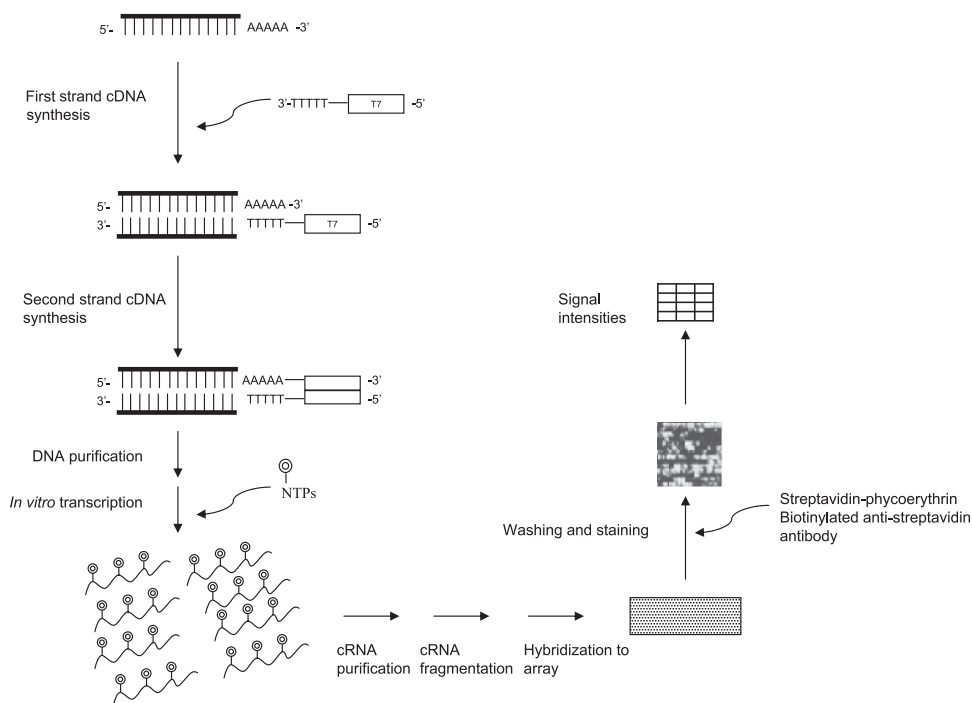 5'- AAAAA -3'
First strand cDNA
synthesis
3'-TTTTT T7 -5'
5'- AAAAA -3'
3'- TTTTT T7 -5'
Second strand cDNA
synthesis
5'- AAAAA -3'
3'- TTTTT -5'
DNA purification
In vitro transcription
NTPs
cRNA
purification
cRNA
fragmentation
Hybridization to
array
Washing and staining
Streptavidin-phycoerythrin
Biotinylated anti-streptavidin
antibody
Signal
intensities